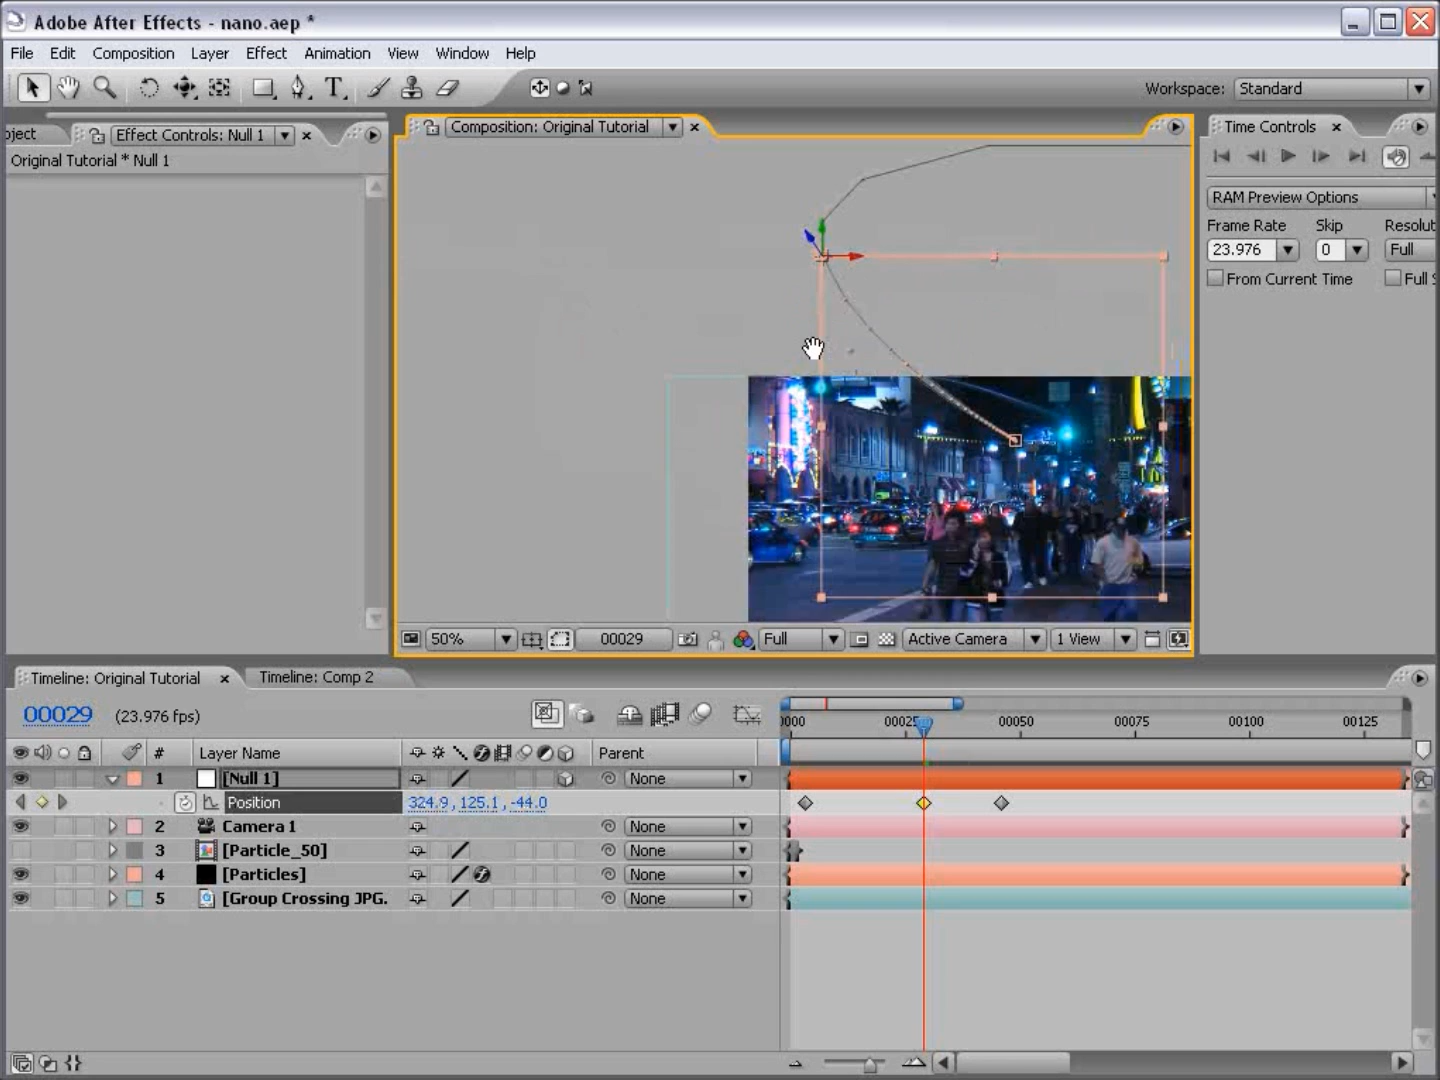 Adobe After Effects - nano.aep *
File Edit Composition Layer Effect Animation View Window Help
Workspace: Standard
oject Effect Controls: Null 1 × Composition: Original Tutorial × Time Controls ×
Original Tutorial * Null 1
RAM Preview Options
Frame Rate Skip Resolut
23.976 0 Full
From Current Time Full S
50% 00029 Full Active Camera 1 View
Timeline: Original Tutorial × Timeline: Comp 2
00029 (23.976 fps)
0000 00025 00050 00075 00100 00125
# Layer Name Parent
1 [Null 1] None
Position 324.9, 125.1, -44.0
2 Camera 1 None
3 [Particle_50] None
4 [Particles] None
5 [Group Crossing JPG. None